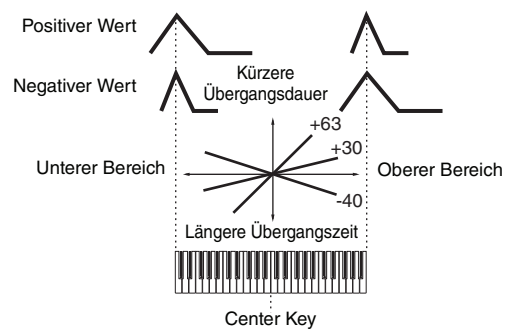 Positiver Wert
Negativer Wert
Kürzere
Übergangsdauer
+63
+30
Unterer Bereich
Oberer Bereich
-40
Längere Übergangszeit
Center Key